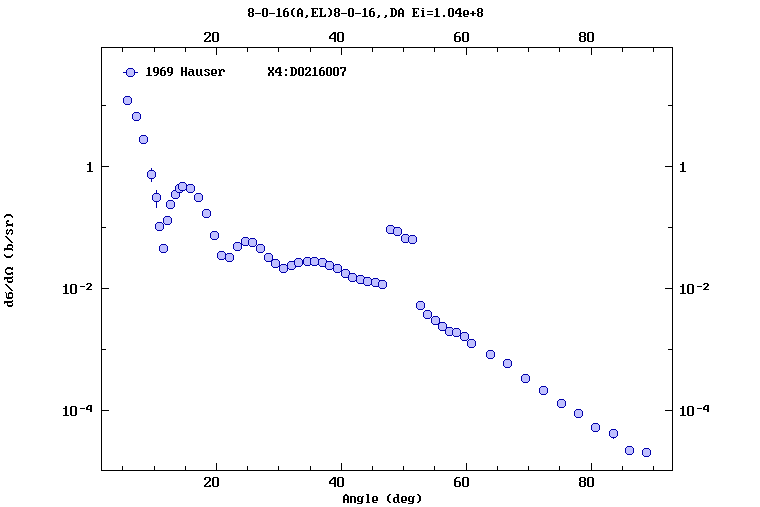 8-O-16(A,EL)8-O-16,,DA Ei=1.04e+8
20 40 60 80
1969 Hauser X4:D0216007
1 1
10-2 10-2
10-4 10-4
dб/dΩ (b/sr)
20 40 60 80
Angle (deg)